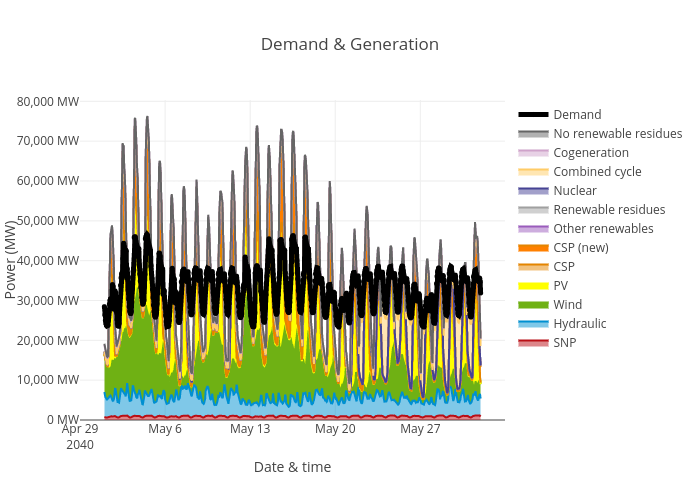 Demand & Generation
80,000 MW
70,000 MW
60,000 MW
50,000 MW
40,000 MW
30,000 MW
20,000 MW
10,000 MW
0 MW
Power (MW)
Apr 29
2040
May 6
May 13
May 20
May 27
Date & time
Demand
No renewable residues
Cogeneration
Combined cycle
Nuclear
Renewable residues
Other renewables
CSP (new)
CSP
PV
Wind
Hydraulic
SNP